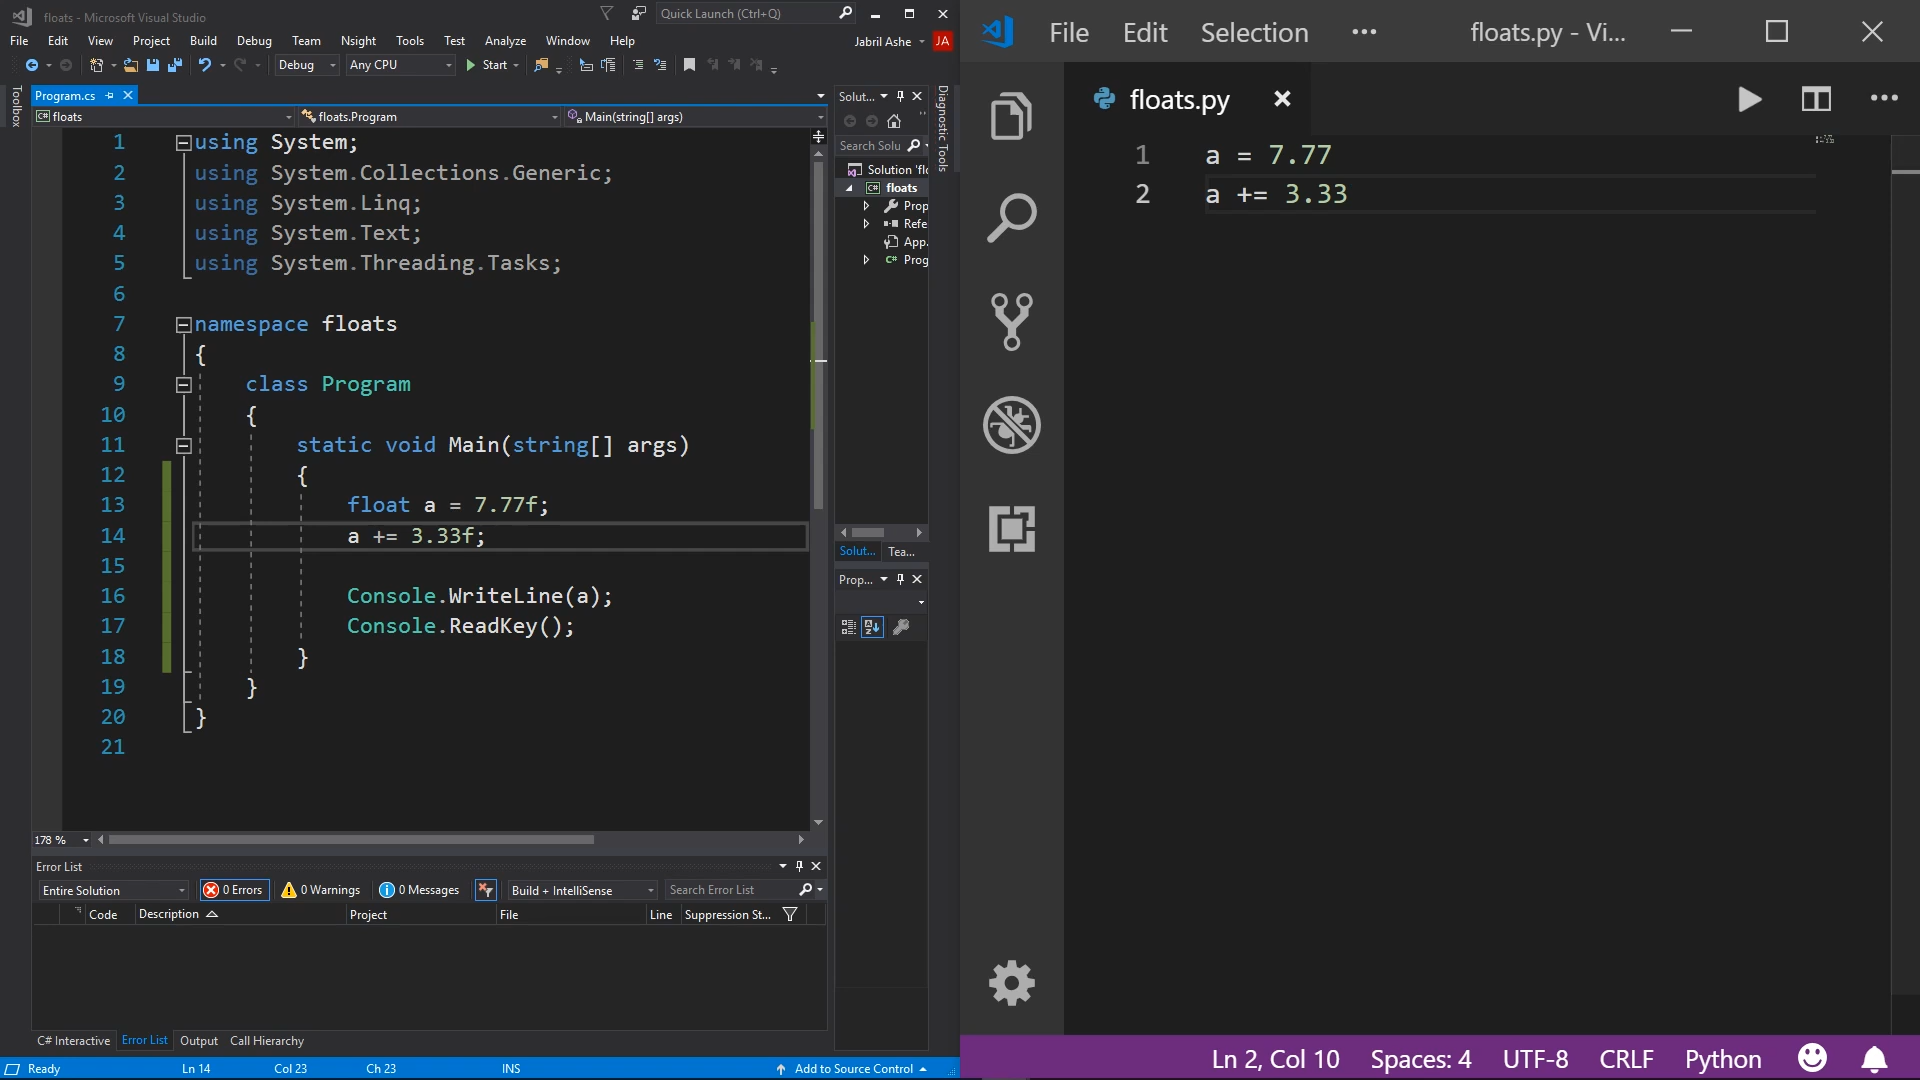 floats - Microsoft Visual Studio
Quick Launch (Ctrl+Q)
File Edit View Project Build Debug Team Nsight Tools Test Analyze Window Help
Jabril Ashe JA
Debug Any CPU Start
Toolbox
Program.cs
floats floats.Program Main(string[] args)
1 using System;
2 using System.Collections.Generic;
3 using System.Linq;
4 using System.Text;
5 using System.Threading.Tasks;
6
7 namespace floats
8 {
9 class Program
10 {
11 static void Main(string[] args)
12 {
13 float a = 7.77f;
14 a += 3.33f;
15
16 Console.WriteLine(a);
17 Console.ReadKey();
18 }
19 }
20 }
21
178 %
Solut...
Search Solu
Solution 'flo
C# floats
Prop
Refe
App.
C# Prog
Solut... Tea...
Prop...
Diagnostic Tools
Error List
Entire Solution 0 Errors 0 Warnings 0 Messages Build + IntelliSense Search Error List
Code Description Project File Line Suppression St...
C# Interactive Error List Output Call Hierarchy
Ready Ln 14 Col 23 Ch 23 INS Add to Source Control
File Edit Selection ... floats.py - Vi...
floats.py
1 a = 7.77
2 a += 3.33
Ln 2, Col 10 Spaces: 4 UTF-8 CRLF Python